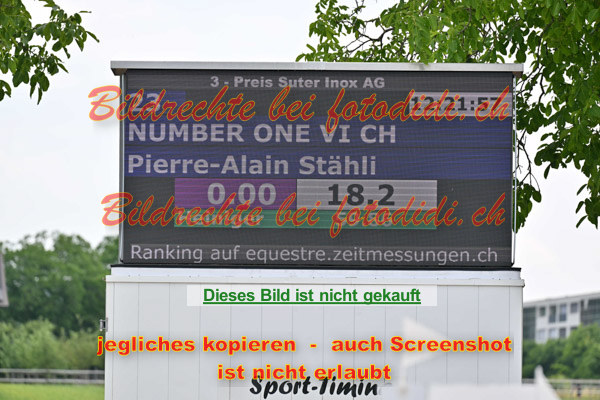 3 - Preis Suter Inox AG
Bildrechte bei fotodidi.ch
NUMBER ONE VI CH
Pierre-Alain Stähli
0.00 18.2
Bildrechte bei fotodidi.ch
Ranking auf equestre.zeitmessungen.ch
Dieses Bild ist nicht gekauft
jegliches kopieren - auch Screenshot
ist nicht erlaubt
Sport-Timin